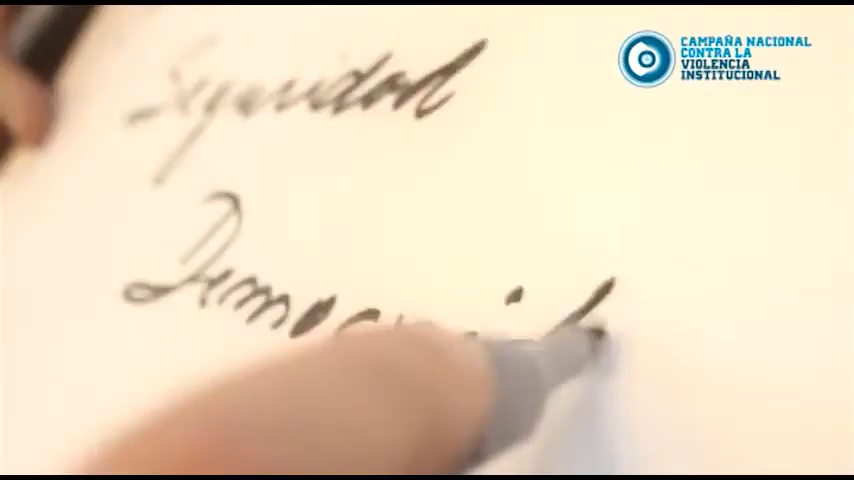 Seguridad
CAMPAÑA NACIONAL
CONTRA LA
VIOLENCIA
INSTITUCIONAL